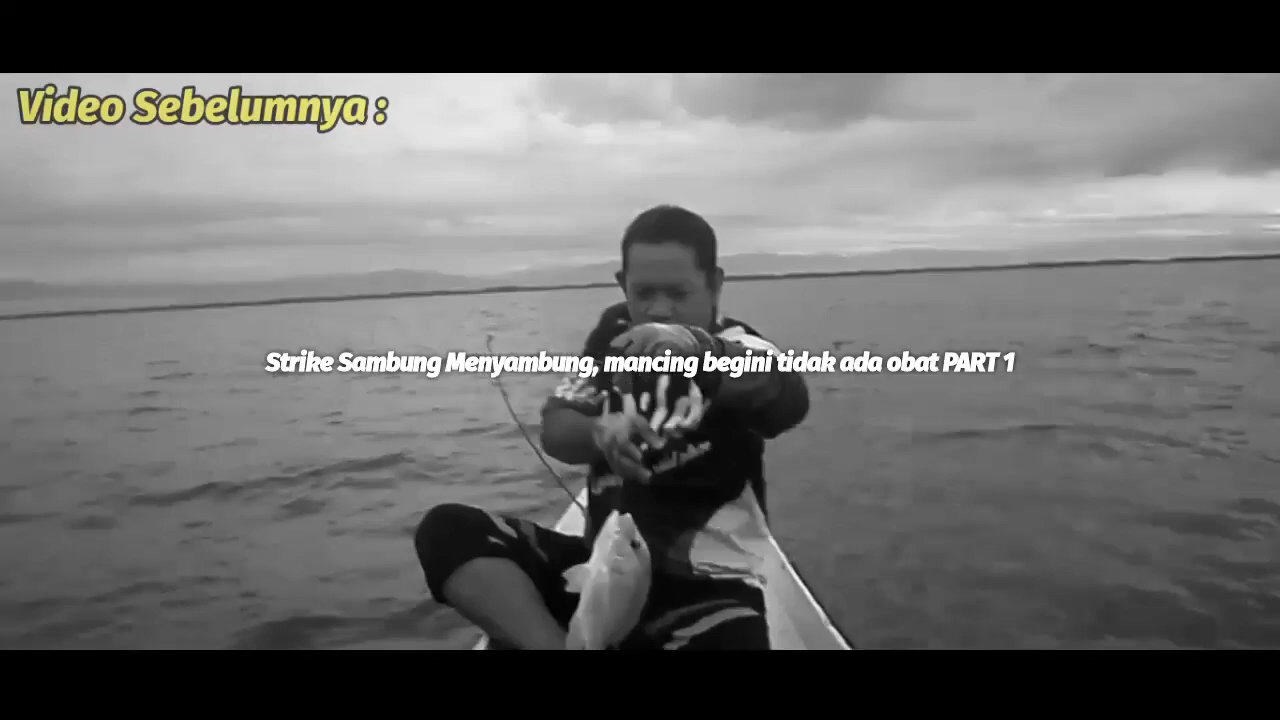 Video Sebelumnya :
Strike Sambung Menyambung, mancing begini tidak ada obat PART 1